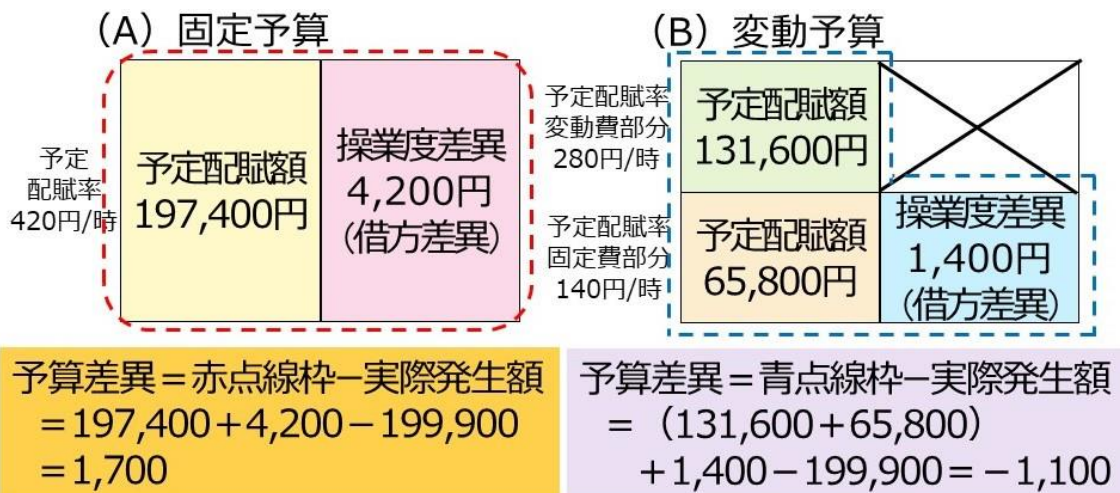 （A）固定予算
予定
配賦率
420円/時
予定配賦額
197,400円
操業度差異
4,200円
（借方差異）
予算差異＝赤点線枠−実際発生額
＝197,400＋4,200−199,900
＝1,700
（B）変動予算
予定配賦率
変動費部分
280円/時
予定配賦額
131,600円
予定配賦率
固定費部分
140円/時
予定配賦額
65,800円
操業度差異
1,400円
（借方差異）
予算差異＝青点線枠−実際発生額
＝（131,600＋65,800）
＋1,400−199,900＝−1,100